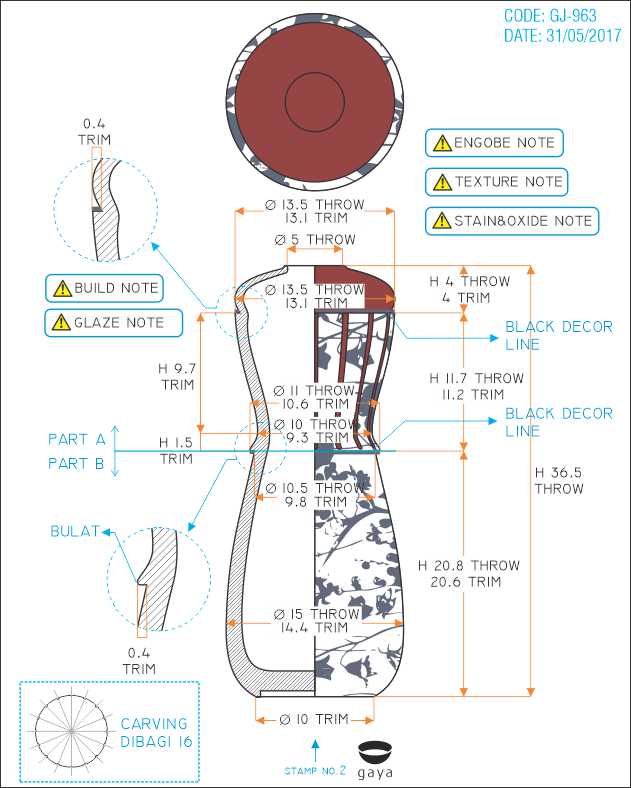 CODE: GJ-963
DATE: 31/05/2017
0.4
TRIM
ENGOBE NOTE
TEXTURE NOTE
STAIN&OXIDE NOTE
Ø 13.5 THROW
13.1 TRIM
Ø 5 THROW
BUILD NOTE
GLAZE NOTE
Ø 13.5 THROW
13.1 TRIM
H 4 THROW
4 TRIM
BLACK DECOR
LINE
H 9.7
TRIM
H 11.7 THROW
11.2 TRIM
Ø 11 THROW
10.6 TRIM
Ø 10 THROW
9.3 TRIM
BLACK DECOR
LINE
PART A
PART B
H 1.5
TRIM
H 36.5
THROW
Ø 10.5 THROW
9.8 TRIM
BULAT
H 20.8 THROW
20.6 TRIM
Ø 15 THROW
14.4 TRIM
0.4
TRIM
CARVING
DIBAGI 16
Ø 10 TRIM
STAMP NO.2
gaya